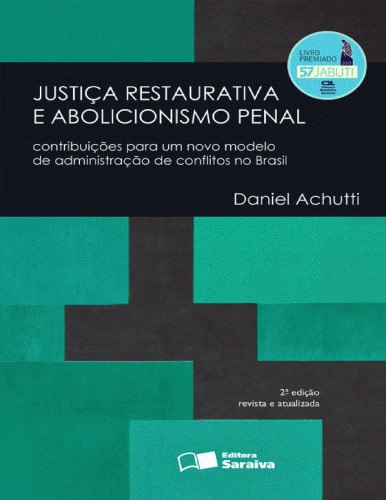 LIVRO
PREMIADO
57 JABUTI
CBL
JUSTIÇA RESTAURATIVA
E ABOLICIONISMO PENAL
contribuições para um novo modelo
de administração de conflitos no Brasil
Daniel Achutti
2ª edição
revista e atualizada
Editora
Saraiva